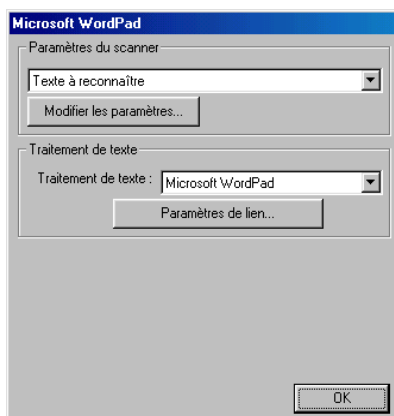 Microsoft WordPad
Paramètres du scanner
Texte à reconnaître
Modifier les paramètres...
Traitement de texte
Traitement de texte : Microsoft WordPad
Paramètres de lien...
OK